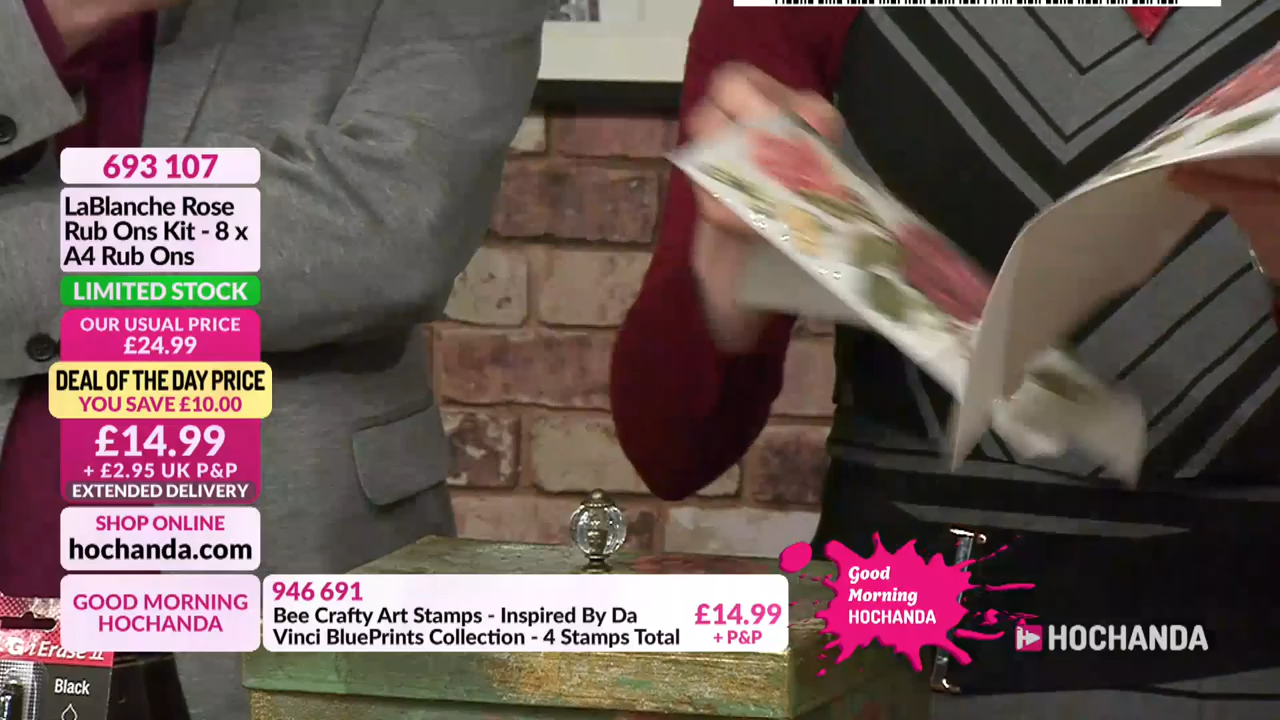 693 107
LaBlanche Rose
Rub Ons Kit - 8 x
A4 Rub Ons
LIMITED STOCK
OUR USUAL PRICE
£24.99
DEAL OF THE DAY PRICE
YOU SAVE £10.00
£14.99
+ £2.95 UK P&P
EXTENDED DELIVERY
SHOP ONLINE
hochanda.com
GOOD MORNING
HOCHANDA
946 691
Bee Crafty Art Stamps - Inspired By Da
Vinci BluePrints Collection - 4 Stamps Total
£14.99
+ P&P
Good
Morning
HOCHANDA
HOCHANDA
Black